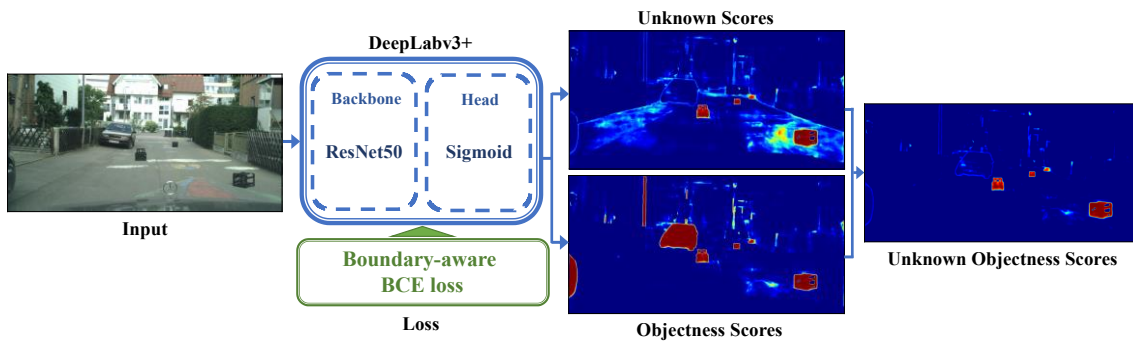 Unknown Scores
DeepLabv3+
Backbone
Head
ResNet50
Sigmoid
Input
Boundary-aware
BCE loss
Loss
Objectness Scores
Unknown Objectness Scores